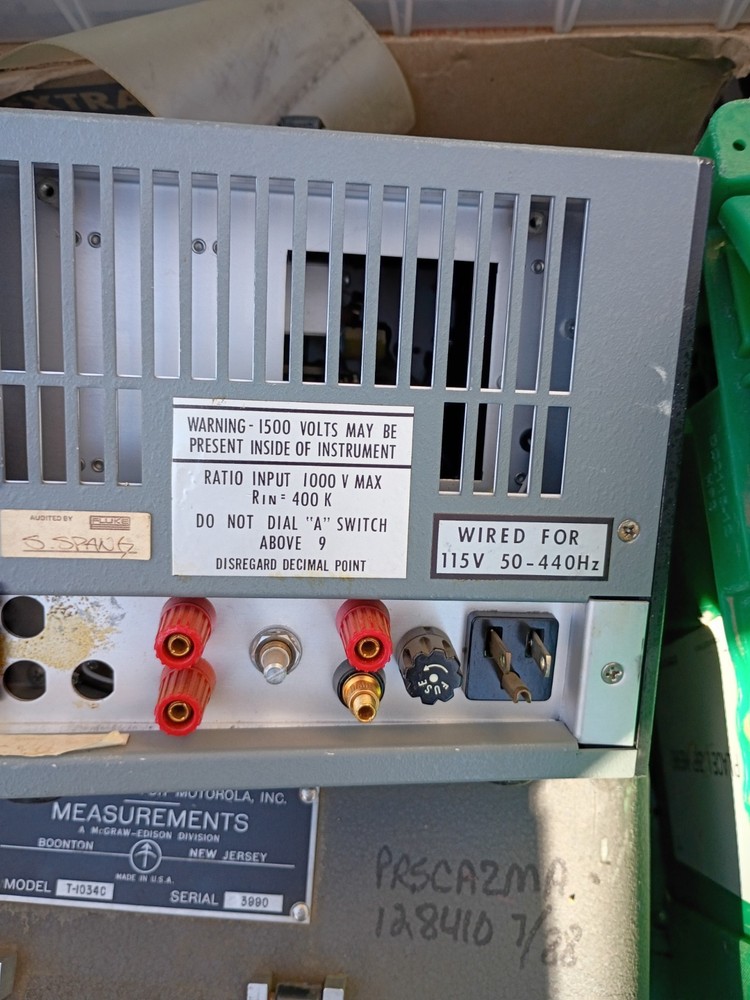 XTRA
WARNING - 1500 VOLTS MAY BE
PRESENT INSIDE OF INSTRUMENT
RATIO INPUT 1000 V MAX
RIN = 400 K
DO NOT DIAL "A" SWITCH
ABOVE 9
DISREGARD DECIMAL POINT
AUDITED BY FLUKE
S. SPANG
WIRED FOR
115V 50-440Hz
FUSE
MOTOROLA, INC.
MEASUREMENTS
A McGRAW-EDISON DIVISION
BOONTON NEW JERSEY
MADE IN U.S.A.
MODEL T-1034C SERIAL 3990
PRSCAZMA
128410 7/88